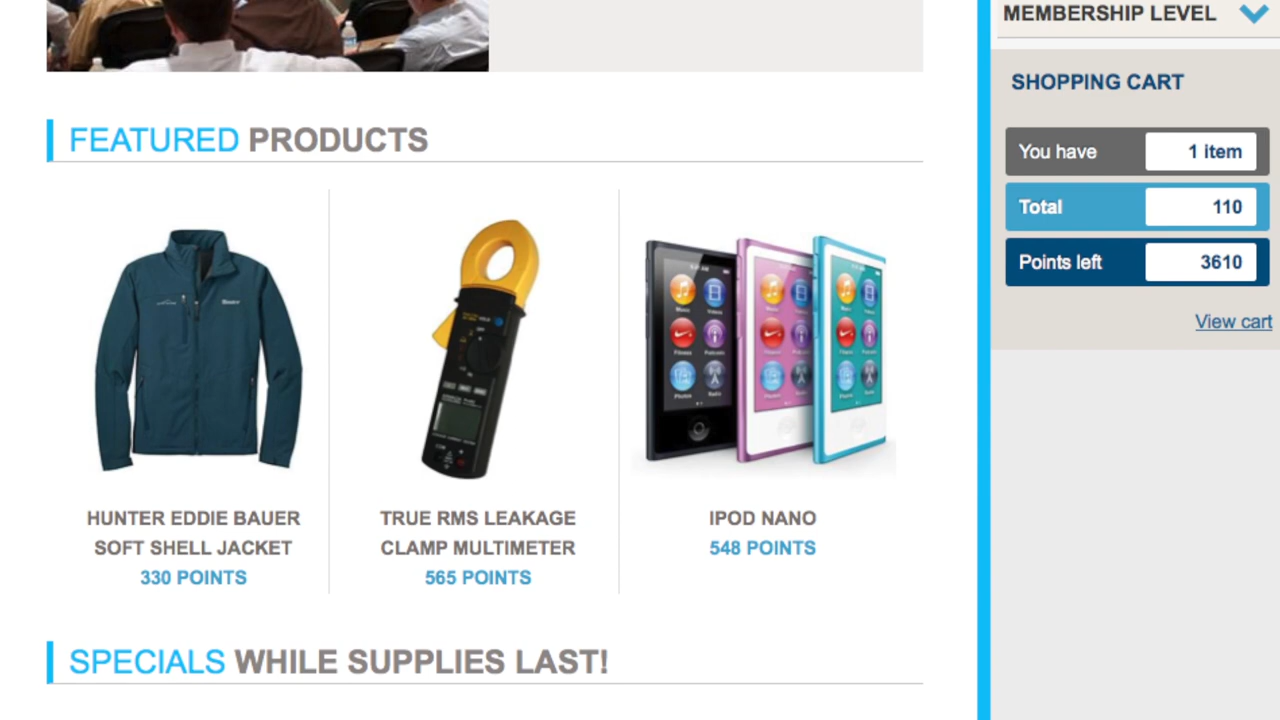 MEMBERSHIP LEVEL
SHOPPING CART
You have 1 item
Total 110
Points left 3610
View cart
FEATURED PRODUCTS
HUNTER EDDIE BAUER
SOFT SHELL JACKET
330 POINTS
TRUE RMS LEAKAGE
CLAMP MULTIMETER
565 POINTS
IPOD NANO
548 POINTS
SPECIALS WHILE SUPPLIES LAST!